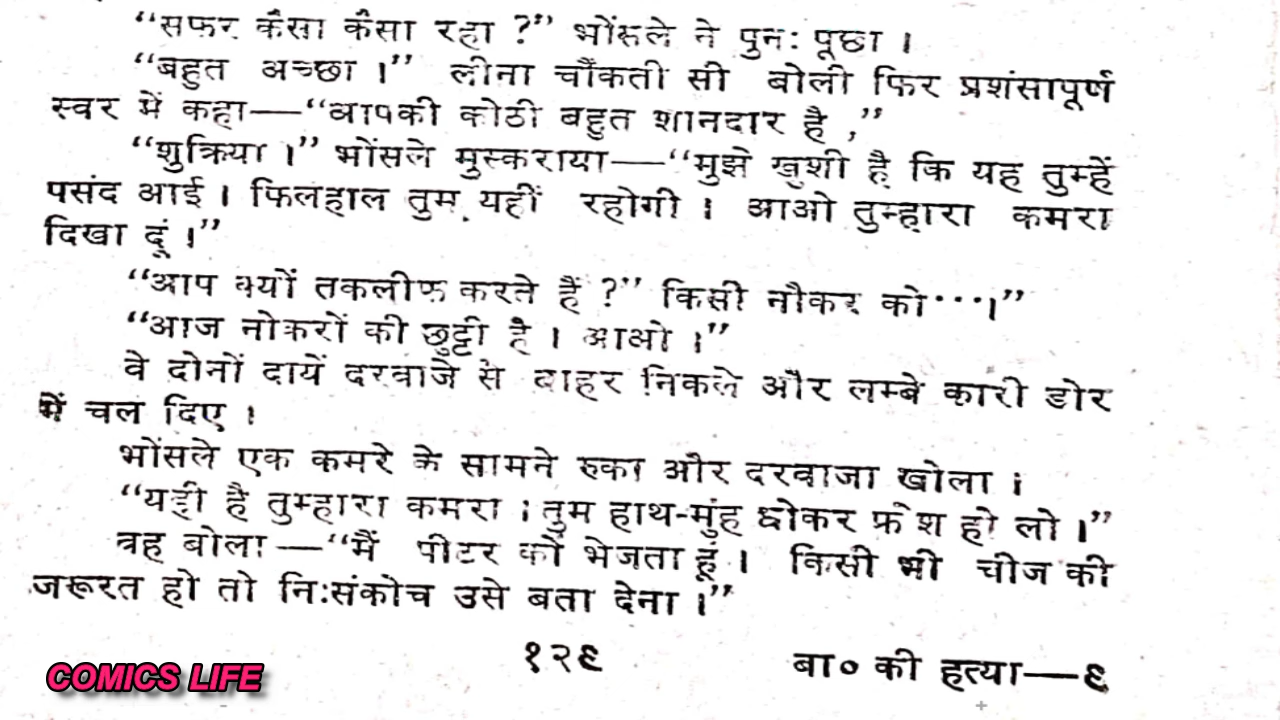 “सफर कैसा कैसा रहा ?” भोंसले ने पुनः पूछा ।
“बहुत अच्छा ।” लीना चौंकती सी बोली फिर प्रशंसापूर्ण
स्वर में कहा—“आपकी कोठी बहुत शानदार है ,”
“शुक्रिया ।” भोंसले मुस्कराया—“मुझे खुशी है कि यह तुम्हें
पसंद आई । फिलहाल तुम यहीं रहोगी । आओ तुम्हारा कमरा
दिखा दूं ।”
“आप क्यों तकलीफ करते हैं ?” किसी नौकर को···।”
“आज नोकरों की छुट्टी है । आओ ।”
वे दोनों दायें दरवाजे से बाहर निकले और लम्बे कारी डोर
में चल दिए ।
भोंसले एक कमरे के सामने रुका और दरवाजा खोला ।
“यही है तुम्हारा कमरा । तुम हाथ-मुंह धोकर फ्रेश हो लो ।”
वह बोला—“मैं पीटर को भेजता हूं । किसी भी चीज की
जरूरत हो तो निःसंकोच उसे बता देना ।”
१२९ बा० की हत्या—९
COMICS LIFE